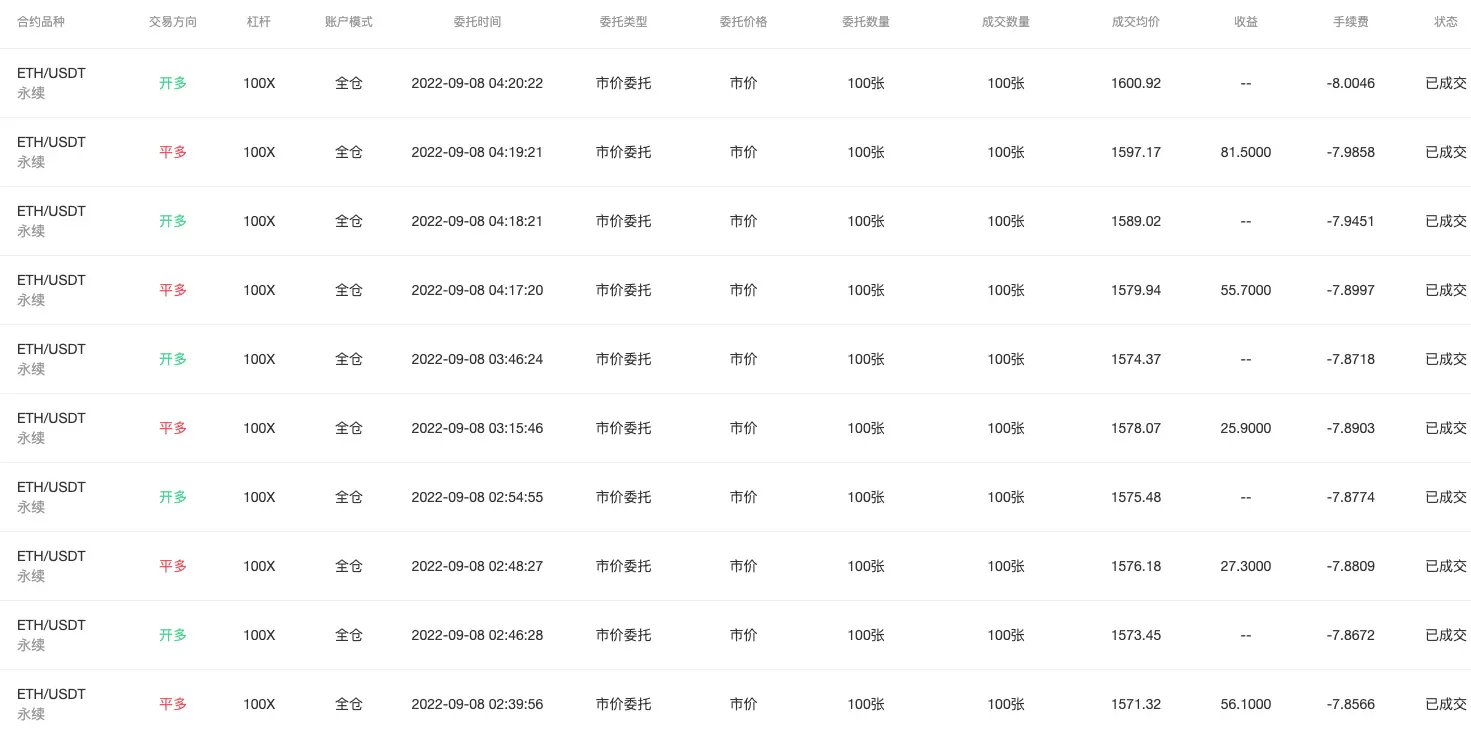 合约品种 交易方向 杠杆 账户模式 委托时间 委托类型 委托价格 委托数量 成交数量 成交均价 收益 手续费 状态
ETH/USDT 永续 开多 100X 全仓 2022-09-08 04:20:22 市价委托 市价 100张 100张 1600.92 -- -8.0046 已成交
ETH/USDT 永续 平多 100X 全仓 2022-09-08 04:19:21 市价委托 市价 100张 100张 1597.17 81.5000 -7.9858 已成交
ETH/USDT 永续 开多 100X 全仓 2022-09-08 04:18:21 市价委托 市价 100张 100张 1589.02 -- -7.9451 已成交
ETH/USDT 永续 平多 100X 全仓 2022-09-08 04:17:20 市价委托 市价 100张 100张 1579.94 55.7000 -7.8997 已成交
ETH/USDT 永续 开多 100X 全仓 2022-09-08 03:46:24 市价委托 市价 100张 100张 1574.37 -- -7.8718 已成交
ETH/USDT 永续 平多 100X 全仓 2022-09-08 03:15:46 市价委托 市价 100张 100张 1578.07 25.9000 -7.8903 已成交
ETH/USDT 永续 开多 100X 全仓 2022-09-08 02:54:55 市价委托 市价 100张 100张 1575.48 -- -7.8774 已成交
ETH/USDT 永续 平多 100X 全仓 2022-09-08 02:48:27 市价委托 市价 100张 100张 1576.18 27.3000 -7.8809 已成交
ETH/USDT 永续 开多 100X 全仓 2022-09-08 02:46:28 市价委托 市价 100张 100张 1573.45 -- -7.8672 已成交
ETH/USDT 永续 平多 100X 全仓 2022-09-08 02:39:56 市价委托 市价 100张 100张 1571.32 56.1000 -7.8566 已成交